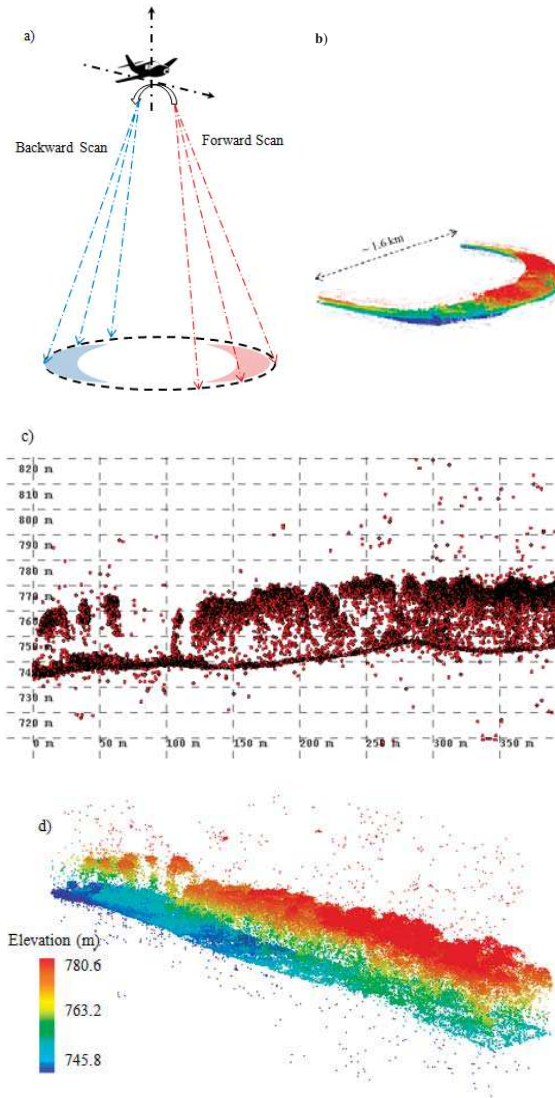 a)
b)
Backward Scan
Forward Scan
~ 1.6 km
c)
820 m
810 m
800 m
790 m
780 m
770 m
760 m
750 m
740 m
730 m
720 m
0 m
50 m
100 m
150 m
200 m
250 m
300 m
350 m
d)
Elevation (m)
780.6
763.2
745.8